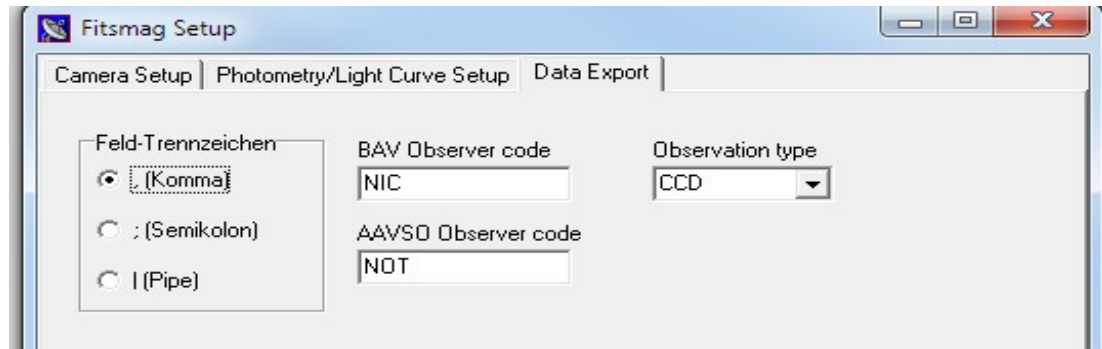 Fitsmag Setup
Camera Setup Photometry/Light Curve Setup Data Export
Feld-Trennzeichen
, (Komma)
; (Semikolon)
| (Pipe)
BAV Observer code
NIC
AAVSO Observer code
NOT
Observation type
CCD